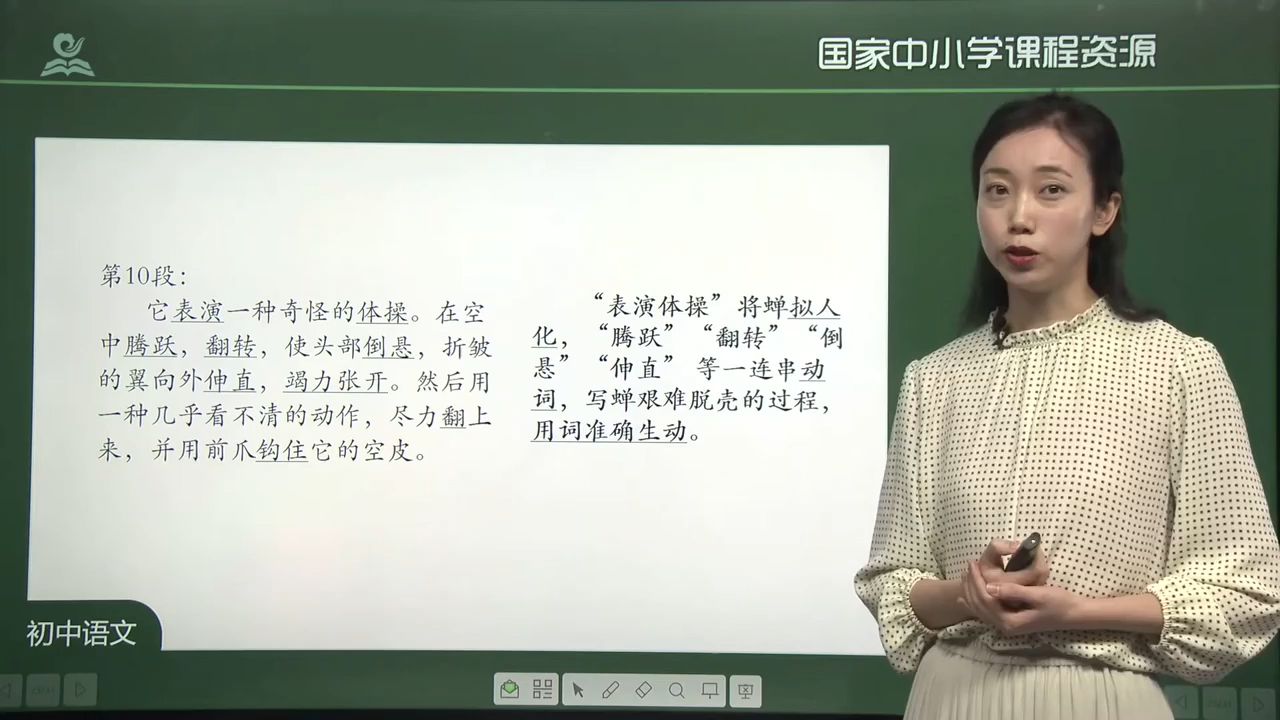 国家中小学课程资源
第10段：
它表演一种奇怪的体操。在空
中腾跃，翻转，使头部倒悬，折皱
的翼向外伸直，竭力张开。然后用
一种几乎看不清的动作，尽力翻上
来，并用前爪钩住它的空皮。
“表演体操”将蝉拟人
化，“腾跃”“翻转”“倒
悬”“伸直”等一连串动
词，写蝉艰难脱壳的过程，
用词准确生动。
初中语文